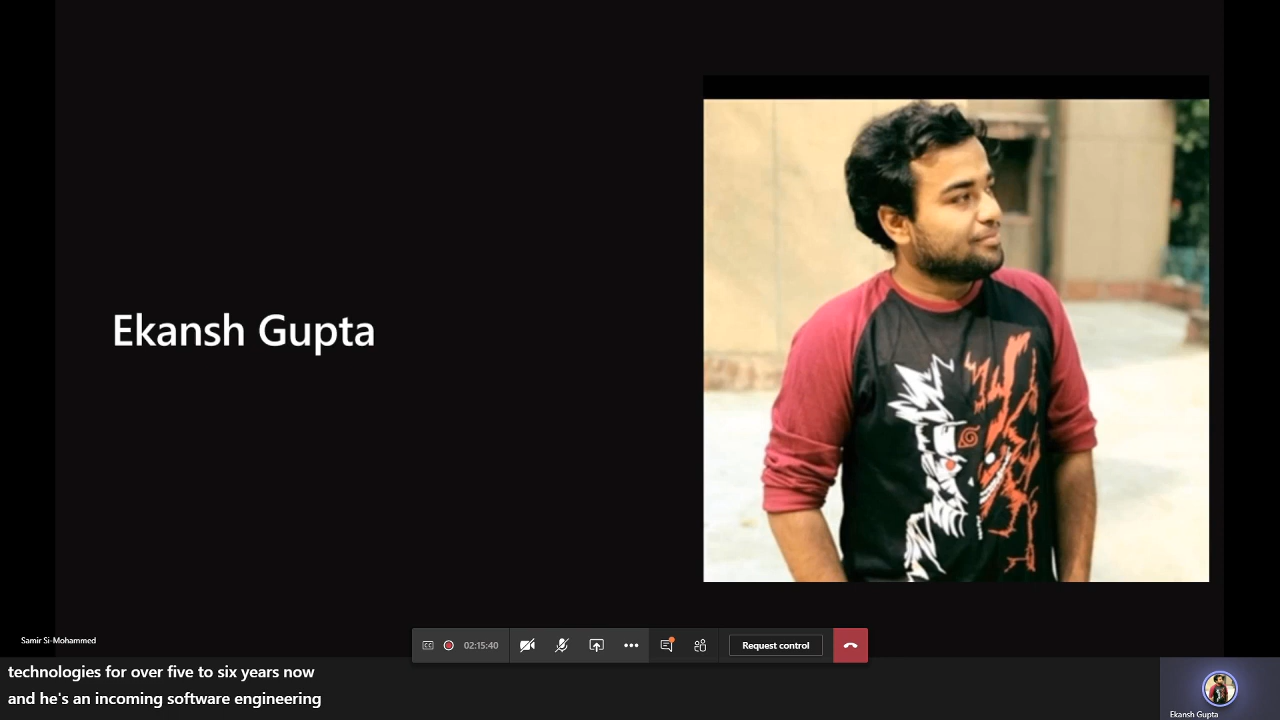 Ekansh Gupta
Samir Si-Mohammed
CC
02:15:40
Request control
technologies for over five to six years now
and he's an incoming software engineering
Ekansh Gupta